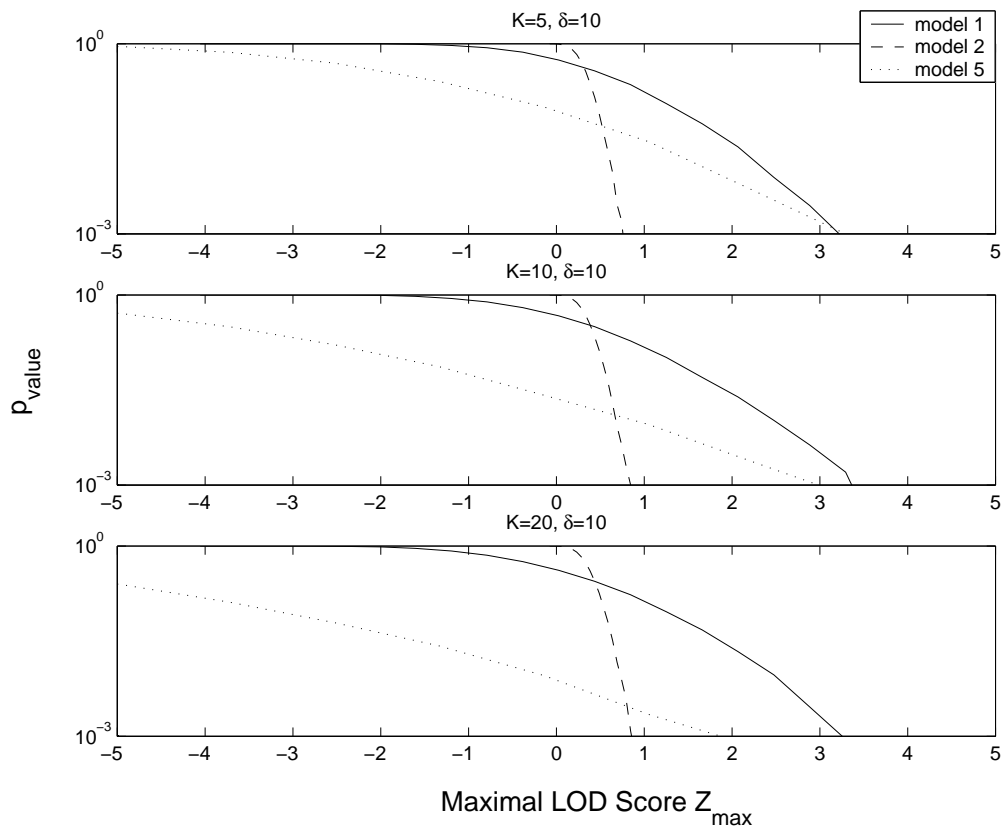 K=5, δ=10
model 1
model 2
model 5
10^0
10^-3
−5 −4 −3 −2 −1 0 1 2 3 4 5
K=10, δ=10
10^0
p_value
10^-3
−5 −4 −3 −2 −1 0 1 2 3 4 5
K=20, δ=10
10^0
10^-3
−5 −4 −3 −2 −1 0 1 2 3 4 5
Maximal LOD Score Z_max